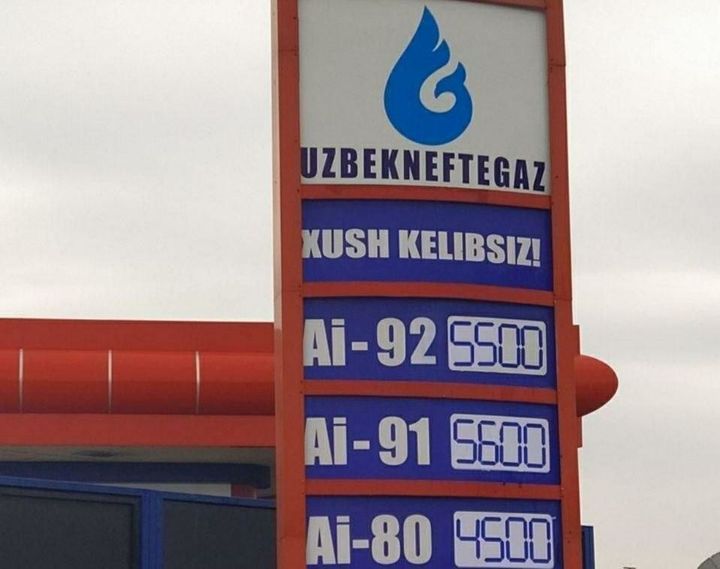 UZBEKNEFTEGAZ
XUSH KELIBSIZ!
Ai-92 5500
Ai-91 5600
Ai-80 4500